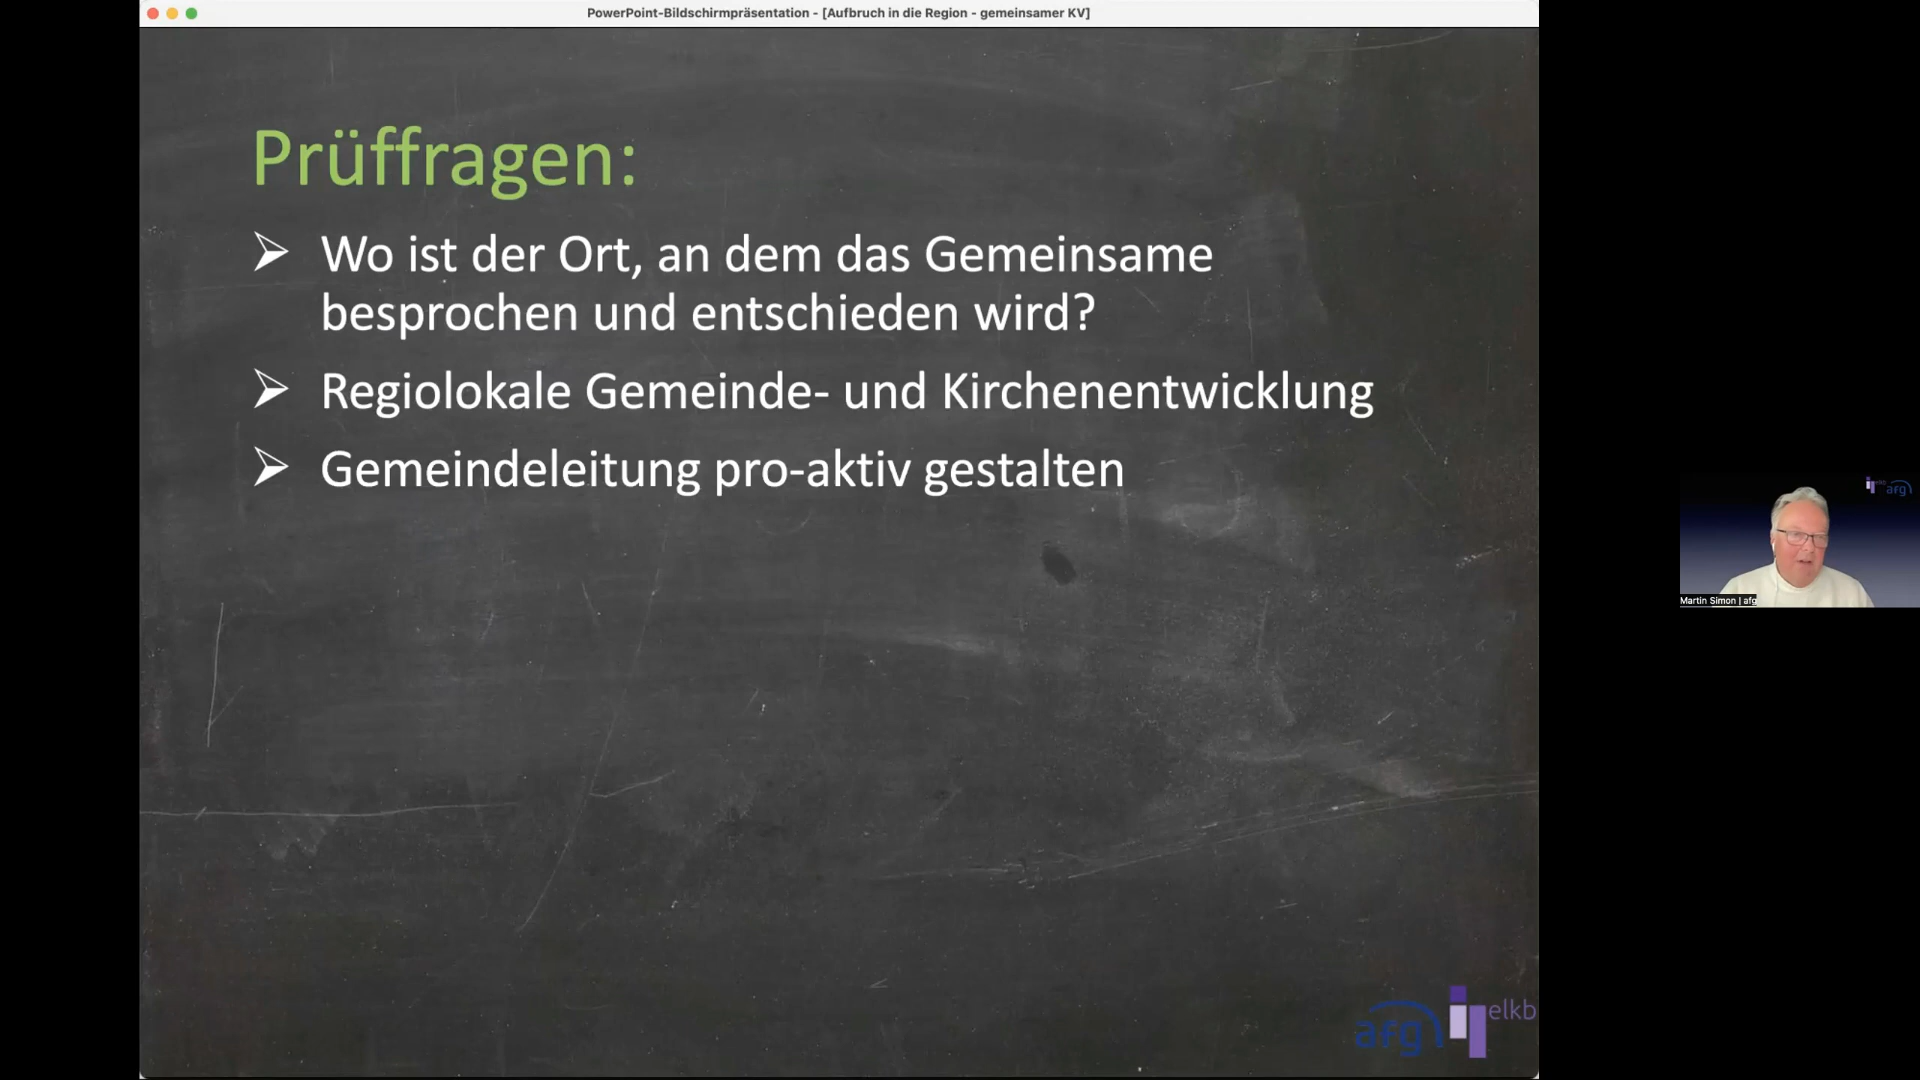 PowerPoint-Bildschirmpräsentation - [Aufbruch in die Region - gemeinsamer KV]
Prüffragen:
Wo ist der Ort, an dem das Gemeinsame
besprochen und entschieden wird?
Regiolokale Gemeinde- und Kirchenentwicklung
Gemeindeleitung pro-aktiv gestalten
afg elkb
elkb afg
Martin Simon | afg